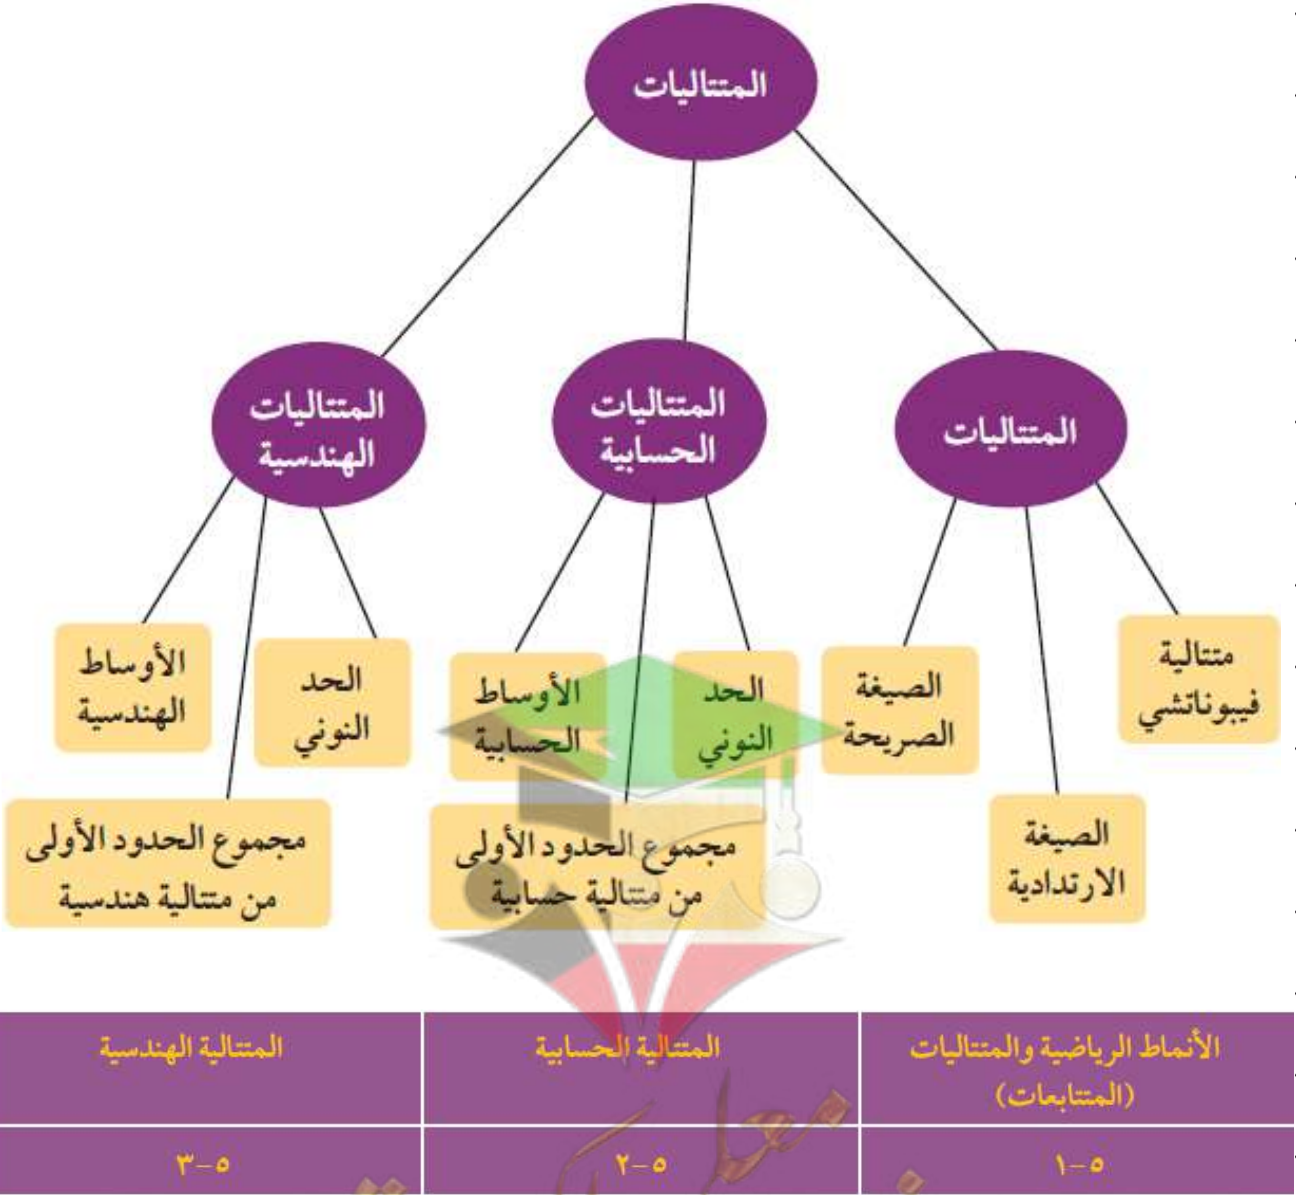 المتتاليات
المتتاليات
المتتاليات
الحسابية
المتتاليات
الهندسية
متتالية
فيبوناتشي
الصيغة
الارتدادية
الصيغة
الصريحة
الحد
النوني
مجموع الحدود الأولى
من متتالية حسابية
الأوساط
الحسابية
الحد
النوني
مجموع الحدود الأولى
من متتالية هندسية
الأوساط
الهندسية
الأنماط الرياضية والمتتاليات
(المتتابعات)
المتتالية الحسابية
المتتالية الهندسية
٥-١
٥-٢
٥-٣